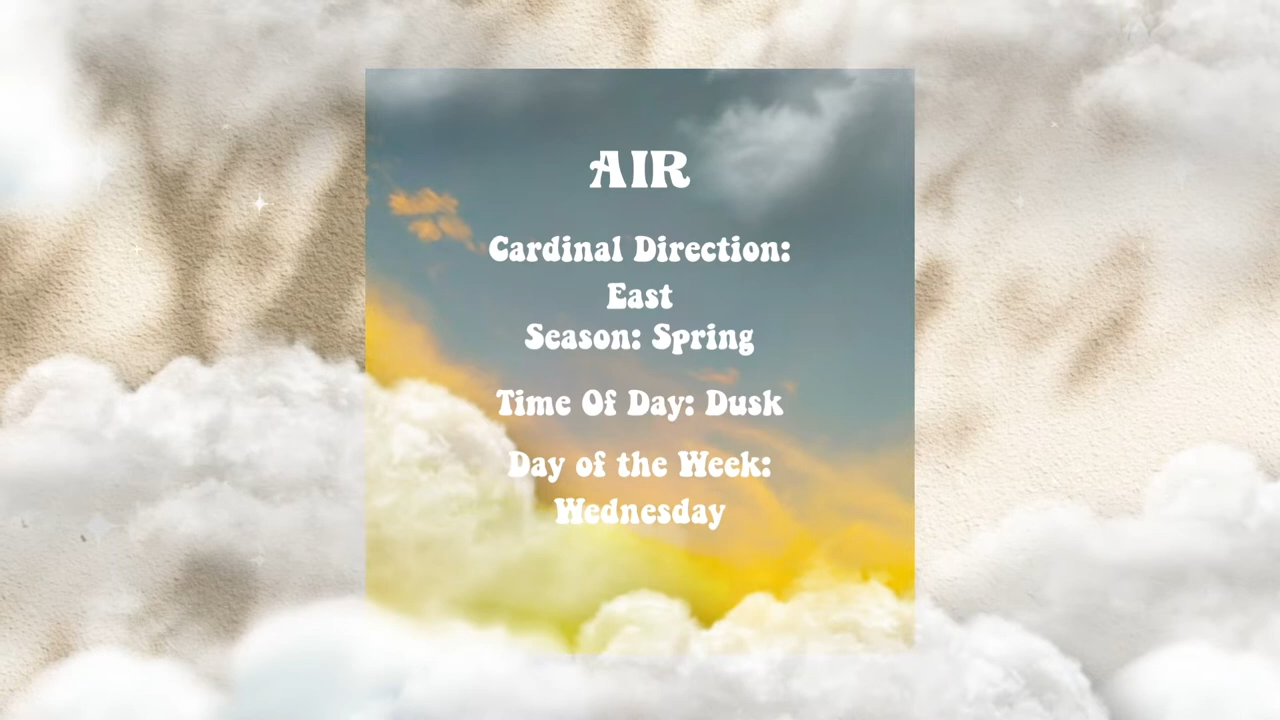 AIR
Cardinal Direction:
East
Season: Spring
Time Of Day: Dusk
Day of the Week:
Wednesday